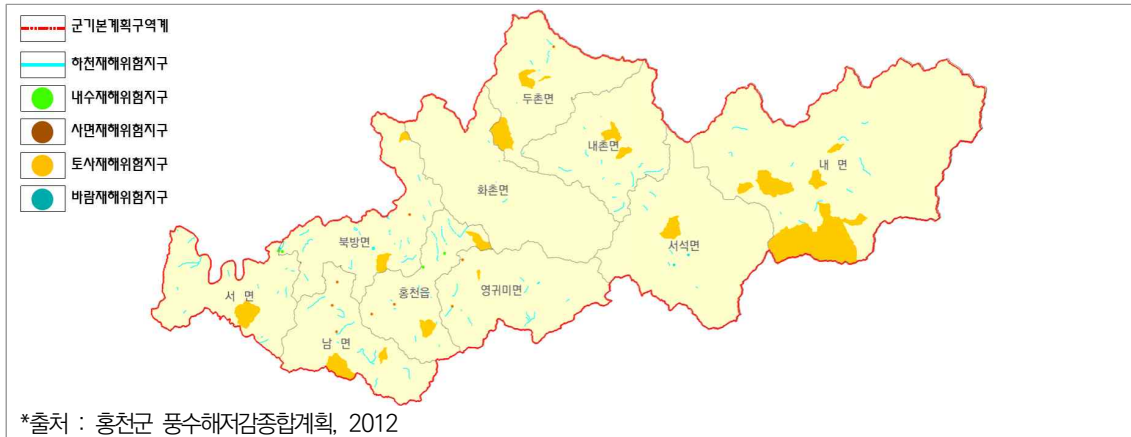 군기본계획구역계
하천재해위험지구
내수재해위험지구
사면재해위험지구
토사재해위험지구
바람재해위험지구
두촌면
내촌면
내 면
화촌면
북방면
서석면
서 면
홍천읍
영귀미면
남 면
*출처 : 홍천군 풍수해저감종합계획, 2012